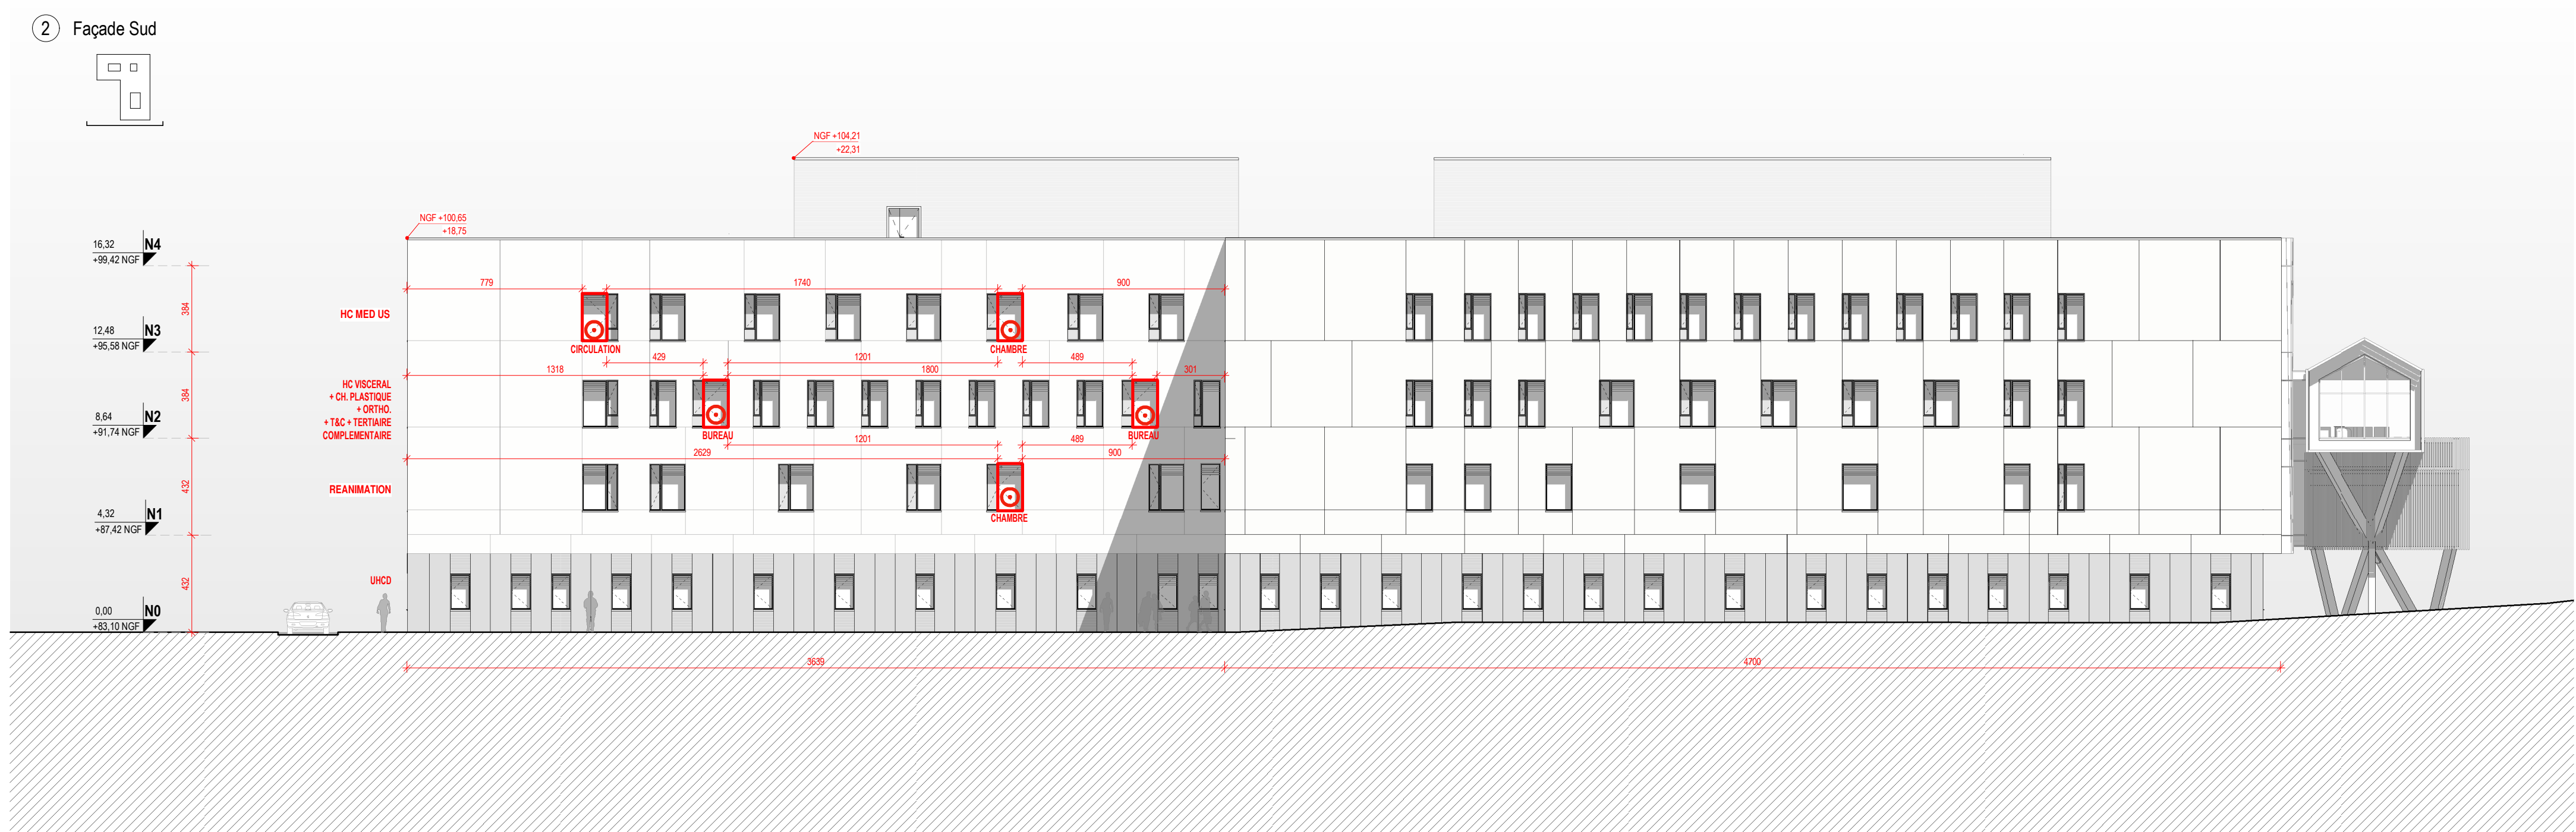 2 Façade Sud
NGF +104,21
+22,31
NGF +100,65
+18,75
16,32 N4
+99,42 NGF
779
1740
900
384
HC MED US
12,48 N3
+95,58 NGF
CIRCULATION
CHAMBRE
429
1201
489
1318
1800
301
384
HC VISCERAL
+ CH. PLASTIQUE
+ ORTHO.
+ T&C + TERTIAIRE
COMPLEMENTAIRE
8,64 N2
+91,74 NGF
BUREAU
BUREAU
1201
489
2629
900
432
REANIMATION
4,32 N1
+87,42 NGF
CHAMBRE
432
UHCD
0,00 N0
+83,10 NGF
3639
4700